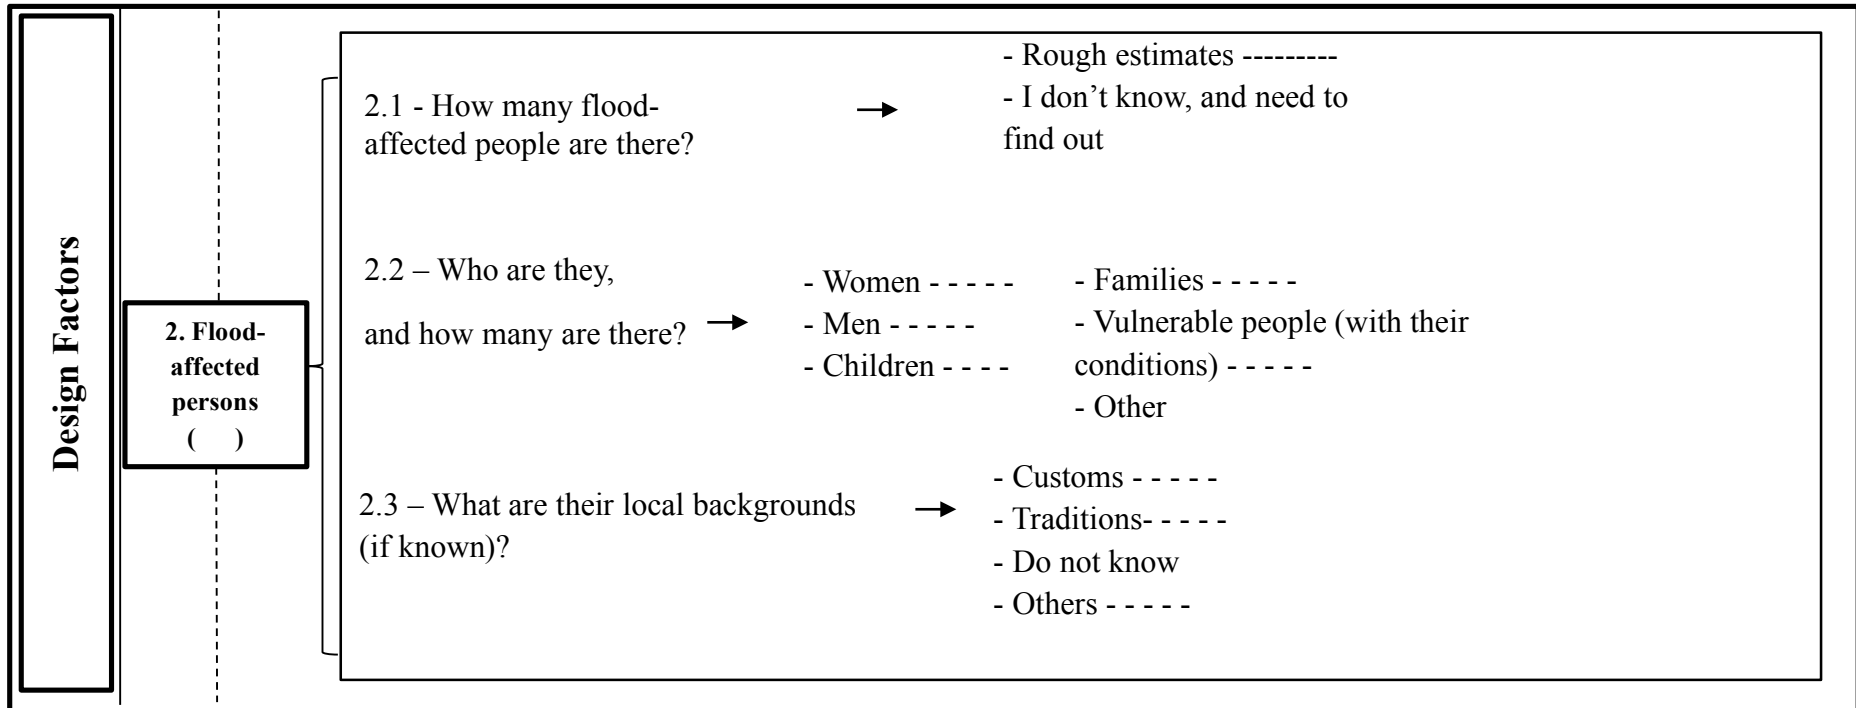 Design Factors
2. Flood-
affected
persons
(    )
2.1 - How many flood-
affected people are there?
- Rough estimates ---------
- I don’t know, and need to
find out
2.2 – Who are they,
and how many are there?
- Women - - - - -
- Men - - - - -
- Children - - - -
- Families - - - - -
- Vulnerable people (with their
conditions) - - - - -
- Other
2.3 – What are their local backgrounds
(if known)?
- Customs - - - - -
- Traditions- - - - -
- Do not know
- Others - - - - -